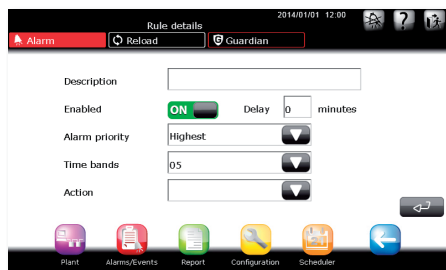 2014/01/01 12:00
Rule details
?
Alarm Reload G Guardian
Description
Enabled ON Delay 0 minutes
Alarm priority Highest
Time bands 05
Action
Plant Alarms/Events Report Configuration Scheduler